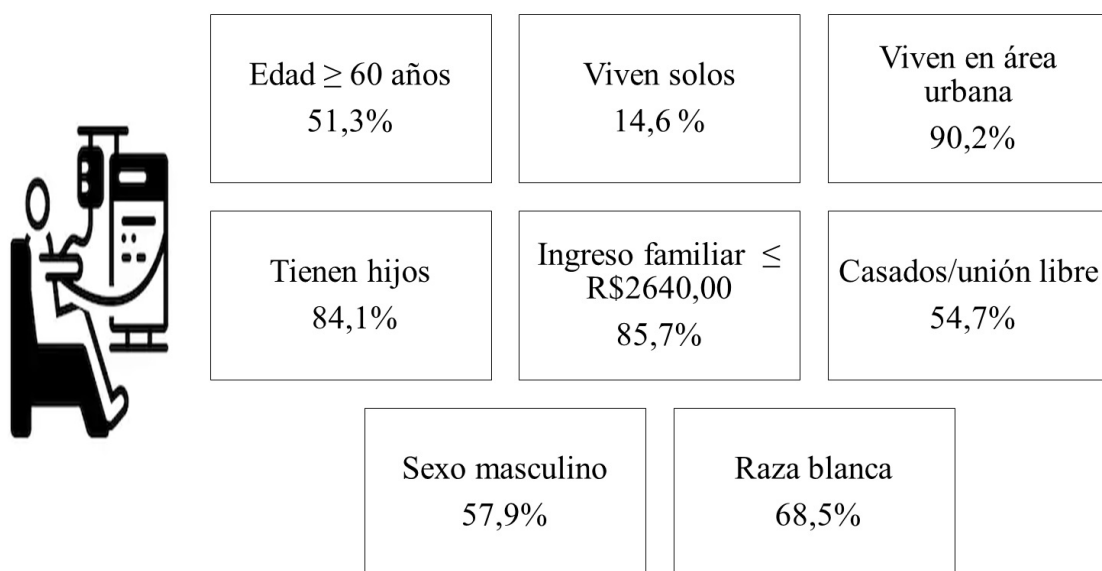 Edad ≥ 60 años
51,3%
Viven solos
14,6 %
Viven en área
urbana
90,2%
Tienen hijos
84,1%
Ingreso familiar ≤
R$2640,00
85,7%
Casados/unión libre
54,7%
Sexo masculino
57,9%
Raza blanca
68,5%